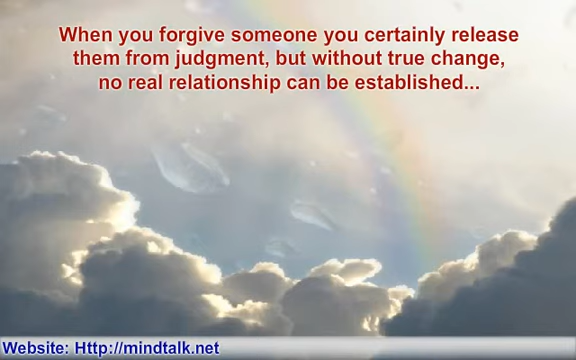 When you forgive someone you certainly release
them from judgment, but without true change,
no real relationship can be established...
Website: Http://mindtalk.net